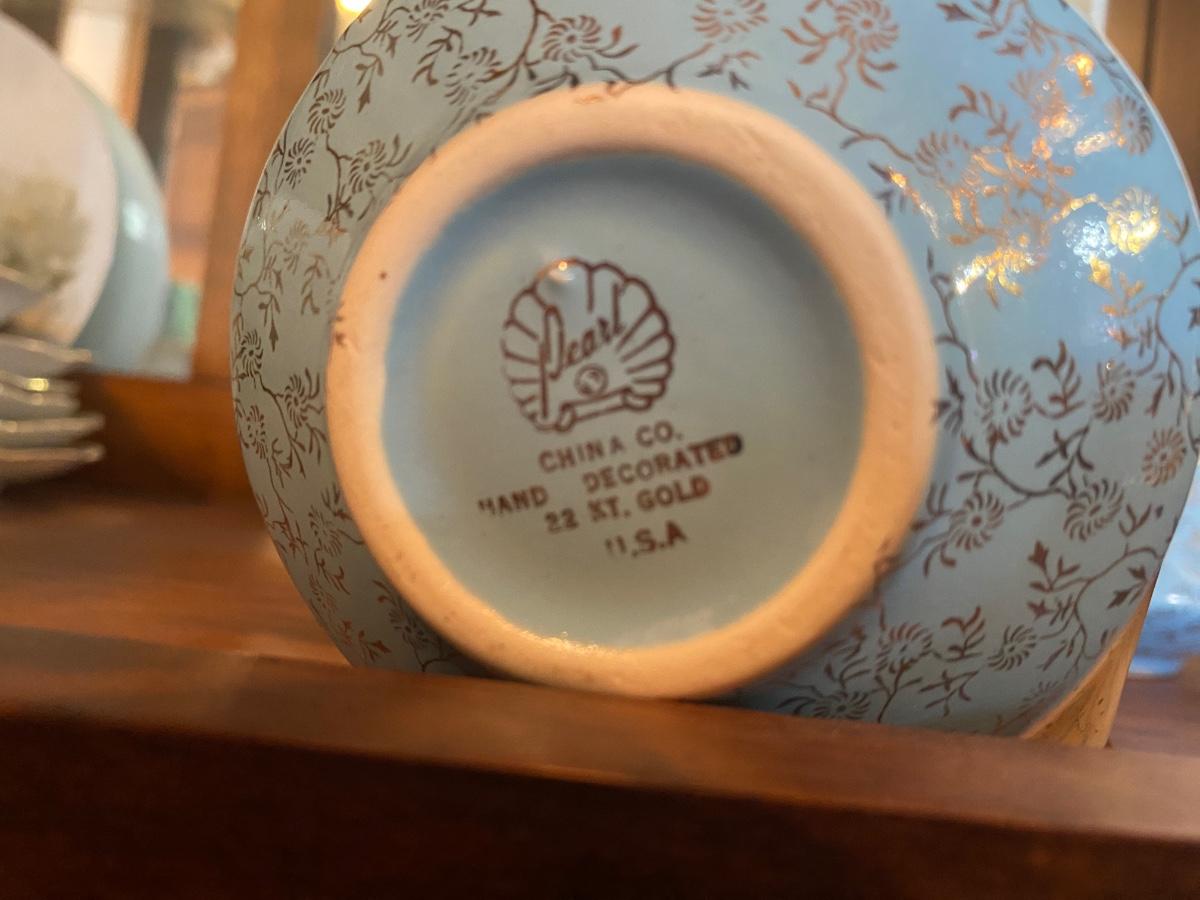 Pearl
CHINA CO.
HAND DECORATED
22 KT. GOLD
U.S.A